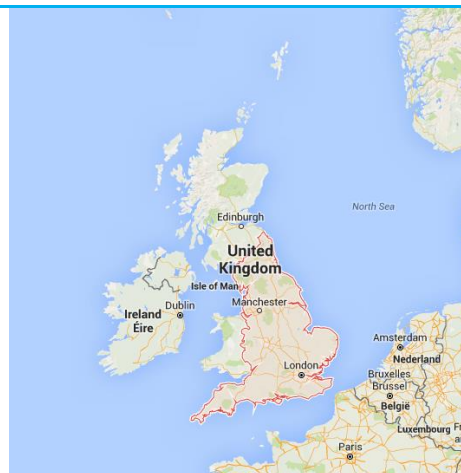 North Sea
Edinburgh
United
Kingdom
Isle of Man
Manchester
Dublin
Ireland
Éire
Amsterdam
Nederland
London
Bruxelles
Brussel
België
Luxembourg
Paris